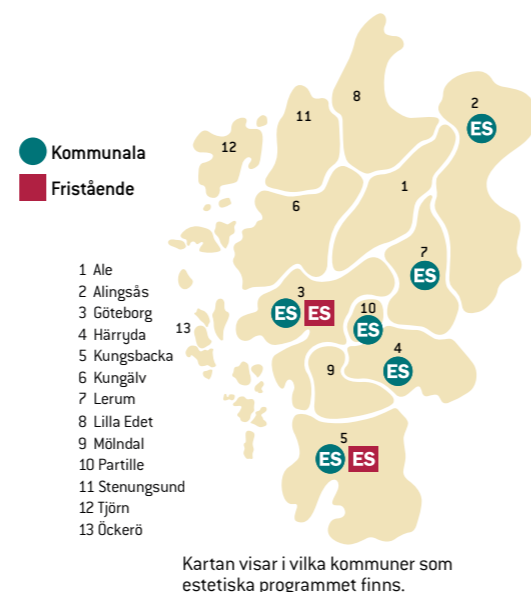 8
2
ES
11
12
Kommunala
Fristående
1
6
7
ES
1 Ale
2 Alingsås
3 Göteborg
4 Härryda
5 Kungsbacka
6 Kungälv
7 Lerum
8 Lilla Edet
9 Mölndal
10 Partille
11 Stenungsund
12 Tjörn
13 Öckerö
3
ES ES
10
ES
13
4
ES
9
5
ES ES
Kartan visar i vilka kommuner som
estetiska programmet finns.